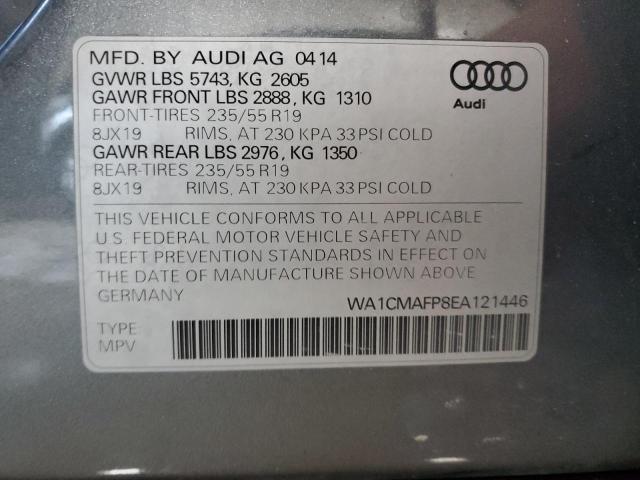 MFD. BY AUDI AG 04 14
GVWR LBS 5743, KG 2605
GAWR FRONT LBS 2888, KG 1310
FRONT-TIRES 235/55 R19
8JX19 RIMS, AT 230 KPA 33 PSI COLD
GAWR REAR LBS 2976, KG 1350
REAR-TIRES 235/55 R19
8JX19 RIMS, AT 230 KPA 33 PSI COLD
Audi
THIS VEHICLE CONFORMS TO ALL APPLICABLE
U.S. FEDERAL MOTOR VEHICLE SAFETY AND
THEFT PREVENTION STANDARDS IN EFFECT ON
THE DATE OF MANUFACTURE SHOWN ABOVE.
GERMANY WA1CMAFP8EA121446
TYPE
MPV